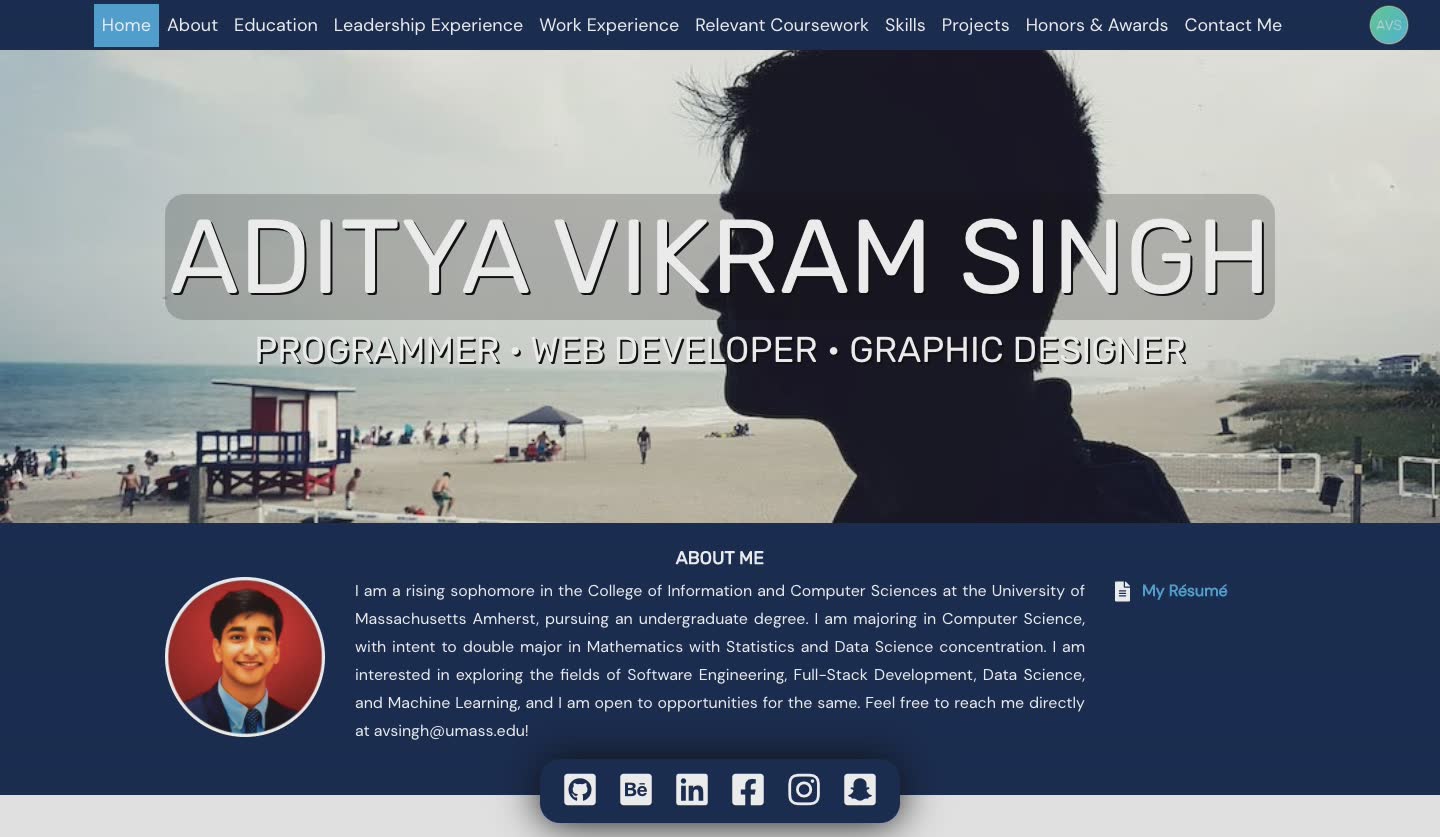 Home About Education Leadership Experience Work Experience Relevant Coursework Skills Projects Honors & Awards Contact Me AVS
ADITYA VIKRAM SINGH
PROGRAMMER • WEB DEVELOPER • GRAPHIC DESIGNER
ABOUT ME
I am a rising sophomore in the College of Information and Computer Sciences at the University of
Massachusetts Amherst, pursuing an undergraduate degree. I am majoring in Computer Science,
with intent to double major in Mathematics with Statistics and Data Science concentration. I am
interested in exploring the fields of Software Engineering, Full-Stack Development, Data Science,
and Machine Learning, and I am open to opportunities for the same. Feel free to reach me directly
at avsingh@umass.edu!
My Résumé
Bē in f